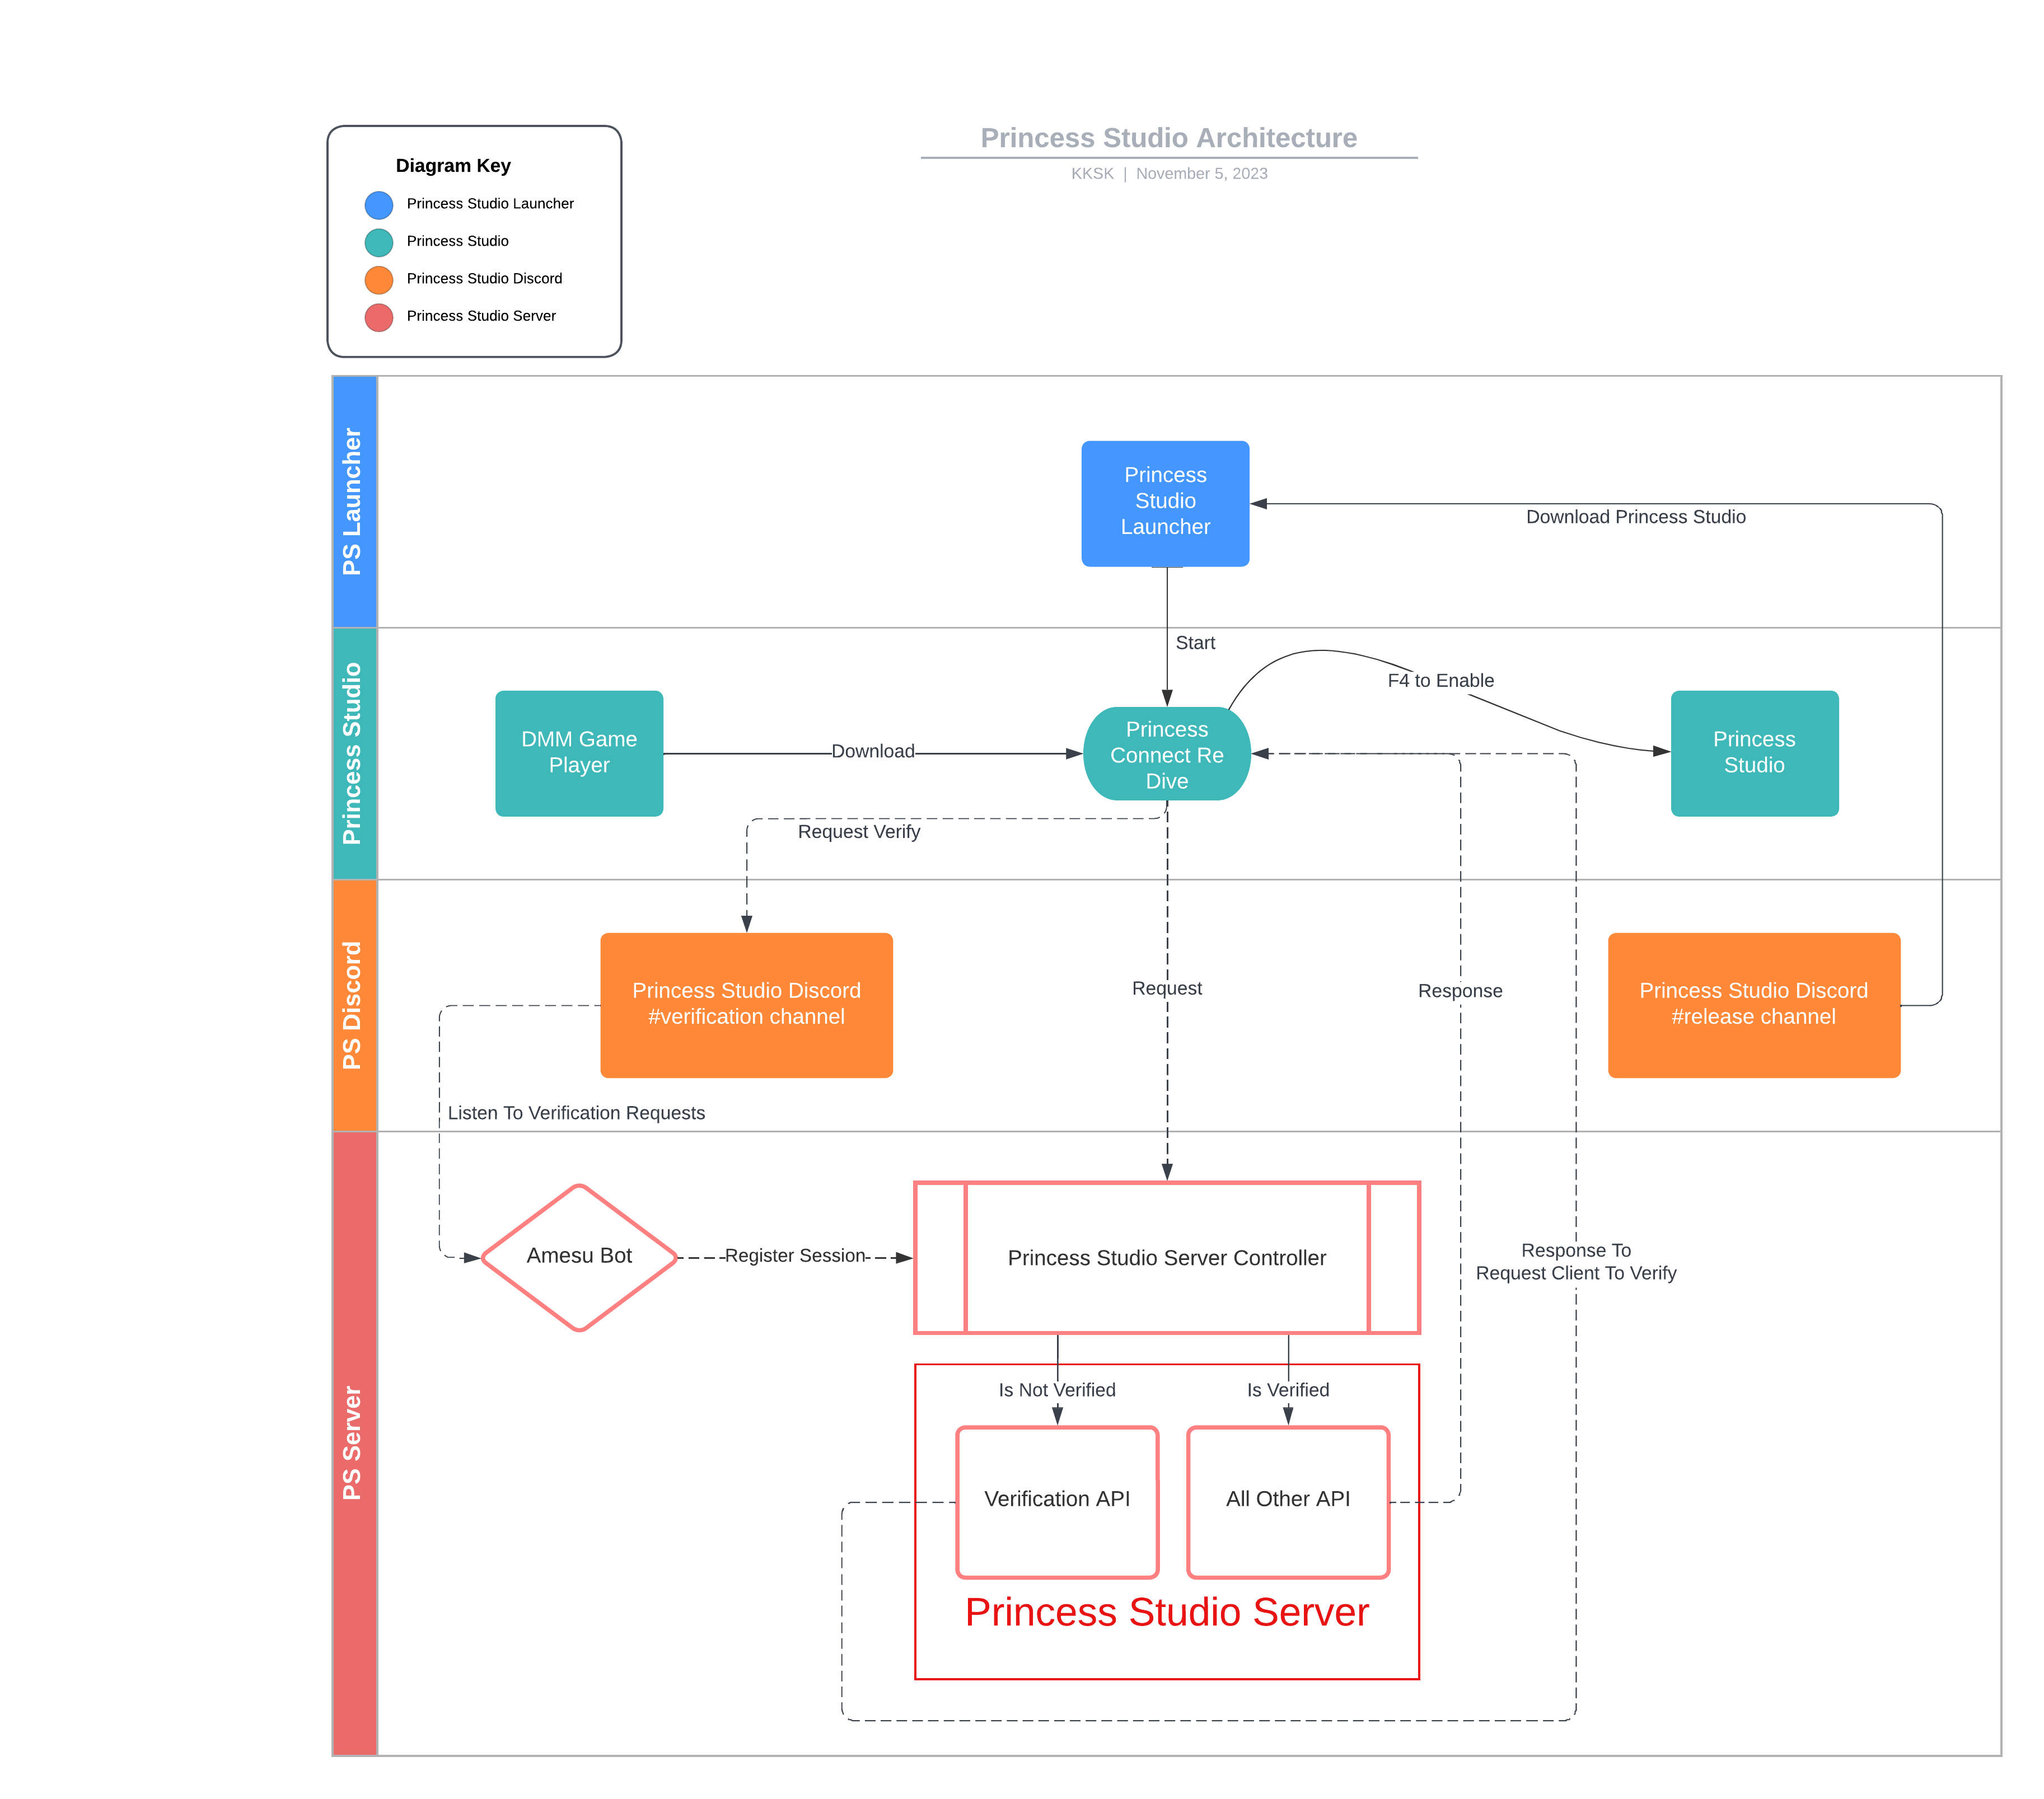 Princess Studio Architecture
KKSK | November 5, 2023
Diagram Key
Princess Studio Launcher
Princess Studio
Princess Studio Discord
Princess Studio Server
PS Launcher
Princess
Studio
Launcher
Download Princess Studio
Start
Princess Studio
F4 to Enable
DMM Game
Player
Download
Princess
Connect Re
Dive
Princess
Studio
Request Verify
PS Discord
Princess Studio Discord
#verification channel
Request
Response
Princess Studio Discord
#release channel
Listen To Verification Requests
PS Server
Amesu Bot
Register Session
Princess Studio Server Controller
Response To
Request Client To Verify
Is Not Verified
Is Verified
Verification API
All Other API
Princess Studio Server